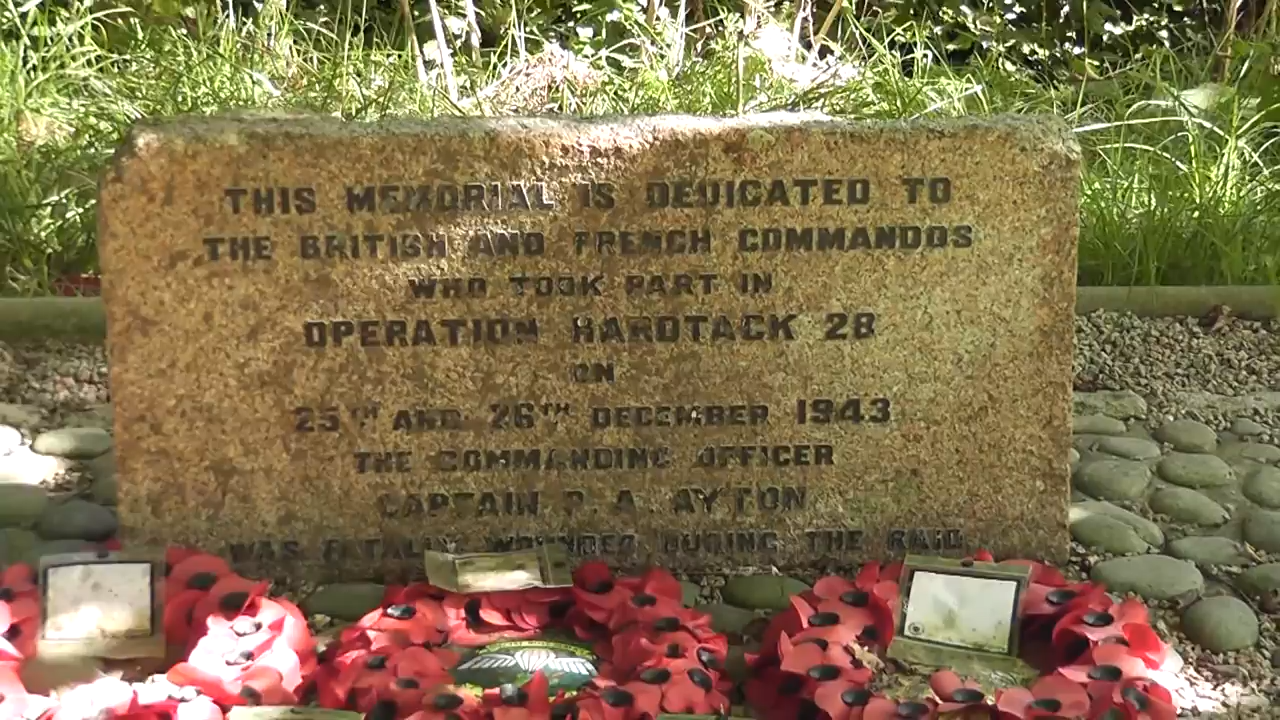 THIS MEMORIAL IS DEDICATED TO
THE BRITISH AND FRENCH COMMANDOS
WHO TOOK PART IN
OPERATION HARDTACK 28
ON
25TH AND 26TH DECEMBER 1943
THE COMMANDING OFFICER
CAPTAIN P. A. AYTON
WAS FATALLY WOUNDED DURING THE RAID